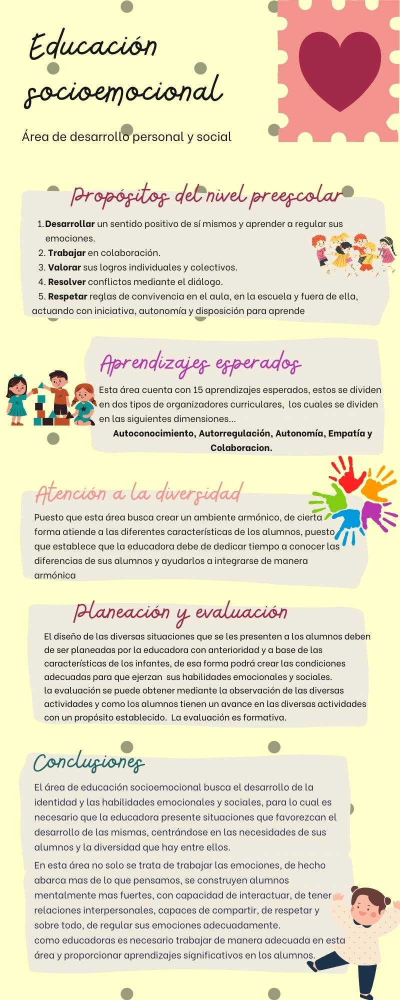 Educación
socioemocional
Área de desarrollo personal y social
Propósitos del nivel preescolar
1. Desarrollar un sentido positivo de sí mismos y aprender a regular sus
emociones.
2. Trabajar en colaboración.
3. Valorar sus logros individuales y colectivos.
4. Resolver conflictos mediante el diálogo.
5. Respetar reglas de convivencia en el aula, en la escuela y fuera de ella,
actuando con iniciativa, autonomía y disposición para aprende
Aprendizajes esperados
Esta área cuenta con 15 aprendizajes esperados, estos se dividen
en dos tipos de organizadores curriculares,  los cuales se dividen
en las siguientes dimensiones...
Autoconocimiento, Autorregulación, Autonomía, Empatía y
Colaboracion.
Atención a la diversidad
Puesto que esta área busca crear un ambiente armónico, de cierta
forma atiende a las diferentes características de los alumnos, puesto
que establece que la educadora debe de dedicar tiempo a conocer las
diferencias de sus alumnos y ayudarlos a integrarse de manera
armónica
Planeación y evaluación
El diseño de las diversas situaciones que se les presenten a los alumnos deben
de ser planeadas por la educadora con anterioridad y a base de las
características de los infantes, de esa forma podrá crear las condiciones
adecuadas para que ejerzan  sus habilidades emocionales y sociales.
la evaluación se puede obtener mediante la observación de las diversas
actividades y como los alumnos tienen un avance en las diversas actividades
con un propósito establecido.  La evaluación es formativa.
Conclusiones
El área de educación socioemocional busca el desarrollo de la
identidad y las habilidades emocionales y sociales, para lo cual es
necesario que la educadora presente situaciones que favorezcan el
desarrollo de las mismas, centrándose en las necesidades de sus
alumnos y la diversidad que hay entre ellos.
En esta área no solo se trata de trabajar las emociones, de hecho
abarca mas de lo que pensamos, se construyen alumnos
mentalmente mas fuertes, con capacidad de interactuar, de tener
relaciones interpersonales, capaces de compartir, de respetar y
sobre todo, de regular sus emociones adecuadamente.
como educadoras es necesario trabajar de manera adecuada en esta
área y proporcionar aprendizajes significativos en los alumnos.